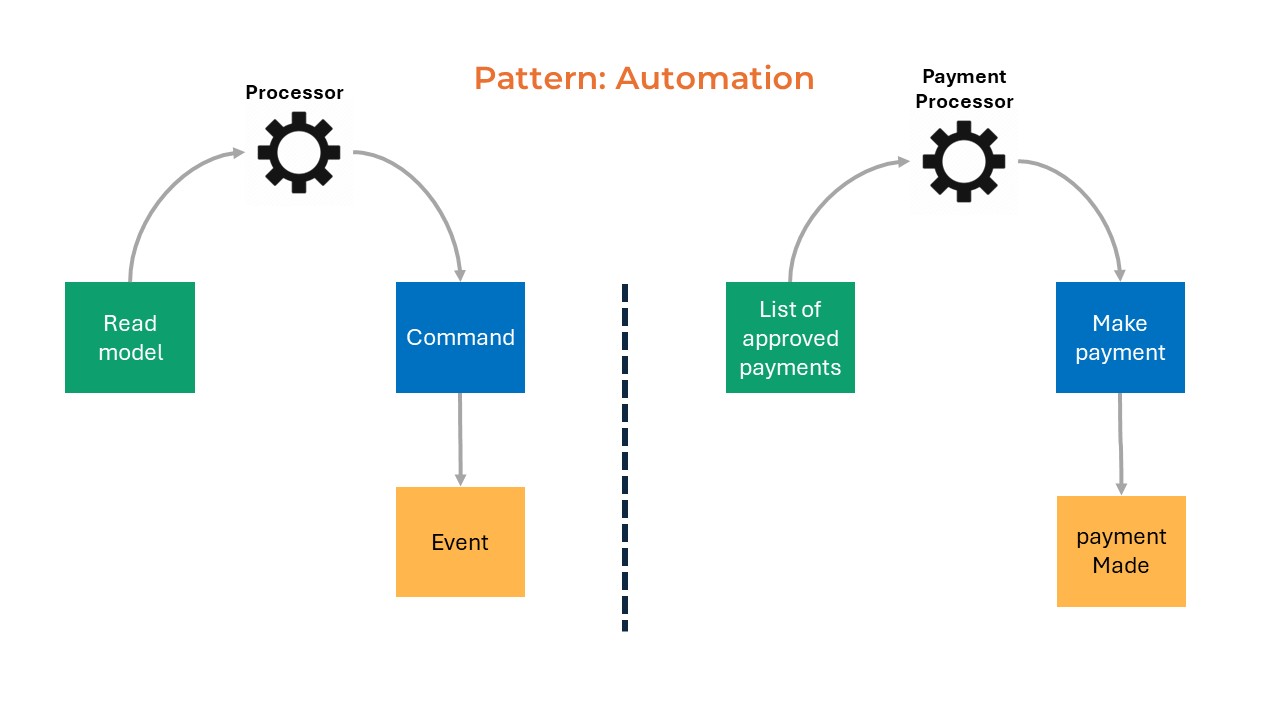 Pattern: Automation
Processor
Read
model
Command
Event
Payment
Processor
List of
approved
payments
Make
payment
payment
Made